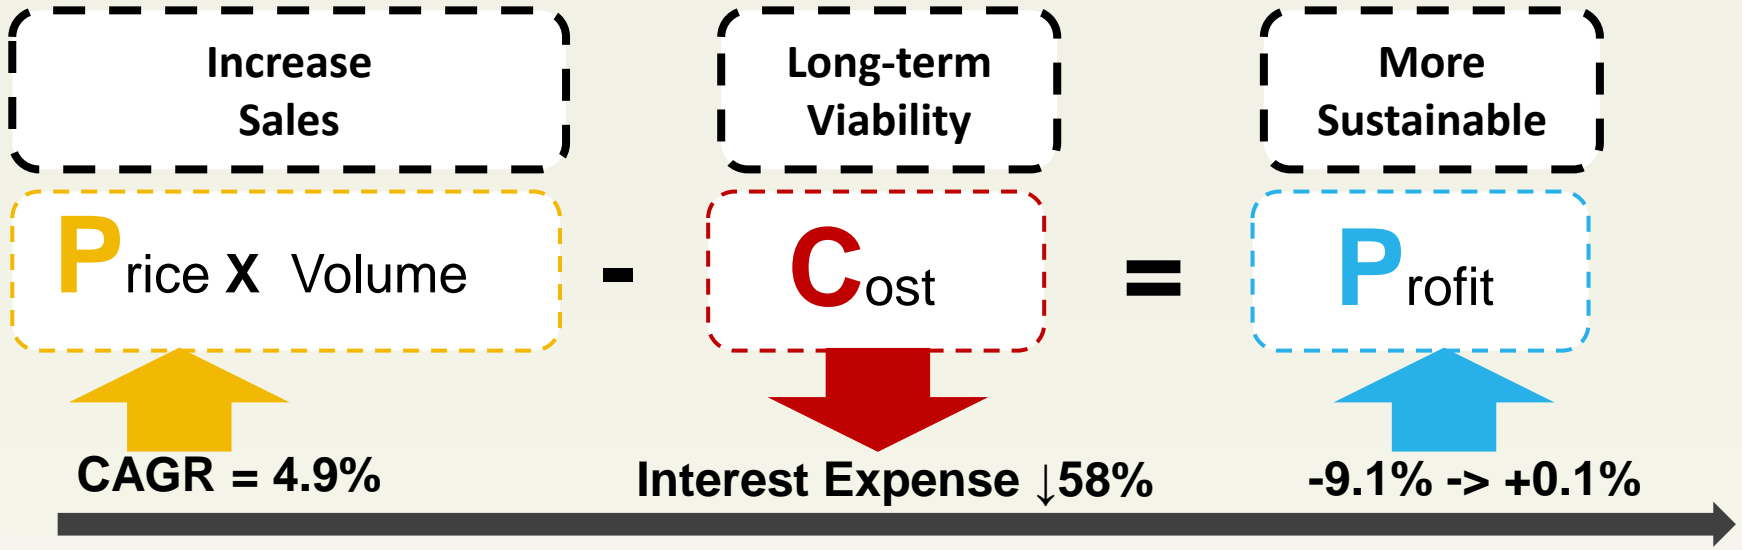 Increase
Sales
Long-term
Viability
More
Sustainable
Price X Volume - Cost = Profit
CAGR = 4.9%
Interest Expense ↓58%
-9.1% -> +0.1%